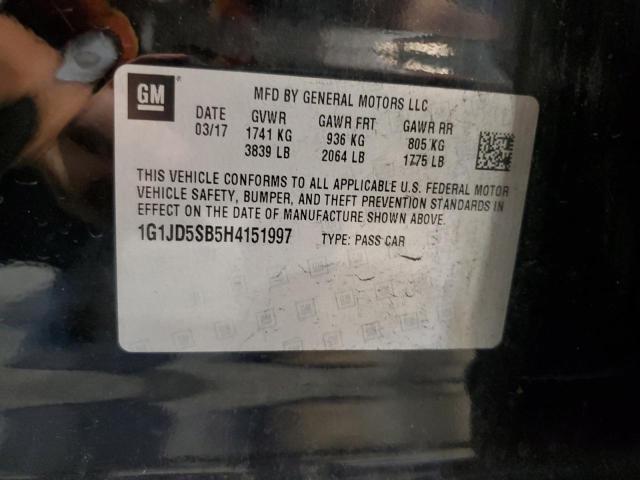 GM
MFD BY GENERAL MOTORS LLC
DATE GVWR GAWR FRT GAWR RR
03/17 1741 KG 936 KG 805 KG
3839 LB 2064 LB 1775 LB
THIS VEHICLE CONFORMS TO ALL APPLICABLE U.S. FEDERAL MOTOR
VEHICLE SAFETY, BUMPER, AND THEFT PREVENTION STANDARDS IN
EFFECT ON THE DATE OF MANUFACTURE SHOWN ABOVE.
1G1JD5SB5H4151997 TYPE: PASS CAR